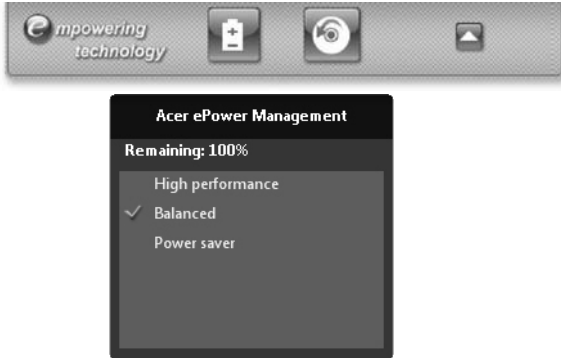 e mpowering
technology
Acer ePower Management
Remaining: 100%
High performance
Balanced
Power saver